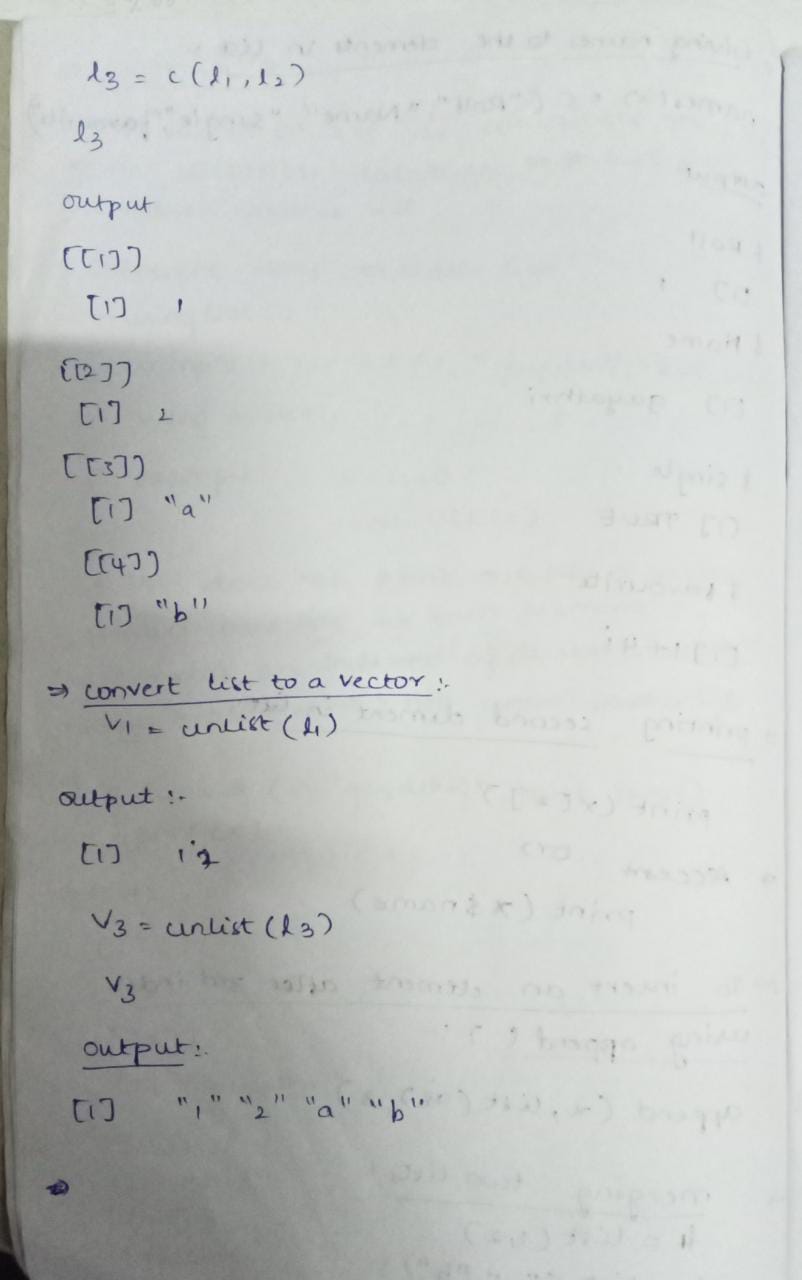 l3 = c(l1, l2)
l3
output
[[1]]
[1] 1
[[2]]
[1] 2
[[3]]
[1] "a"
[[4]]
[1] "b"
⇒ convert list to a vector :-
V1 = unlist (l1)
output :-
[1] 1 2
V3 = unlist (l3)
V3
output :-
[1] "1" "2" "a" "b"